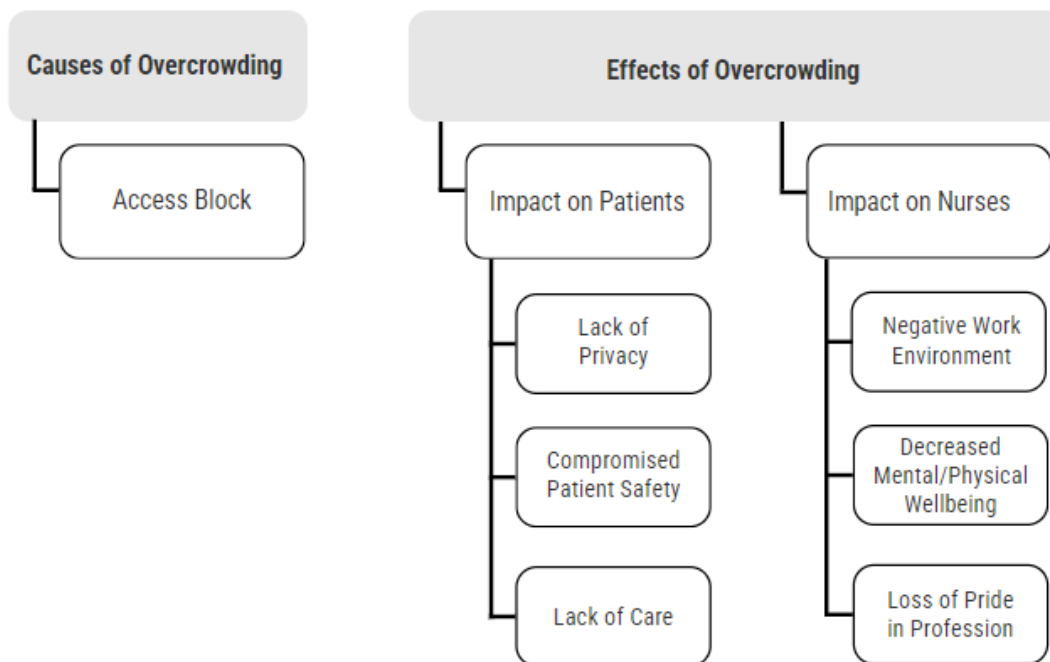 Causes of Overcrowding
Access Block
Effects of Overcrowding
Impact on Patients
Lack of
Privacy
Compromised
Patient Safety
Lack of Care
Impact on Nurses
Negative Work
Environment
Decreased
Mental/Physical
Wellbeing
Loss of Pride
in Profession